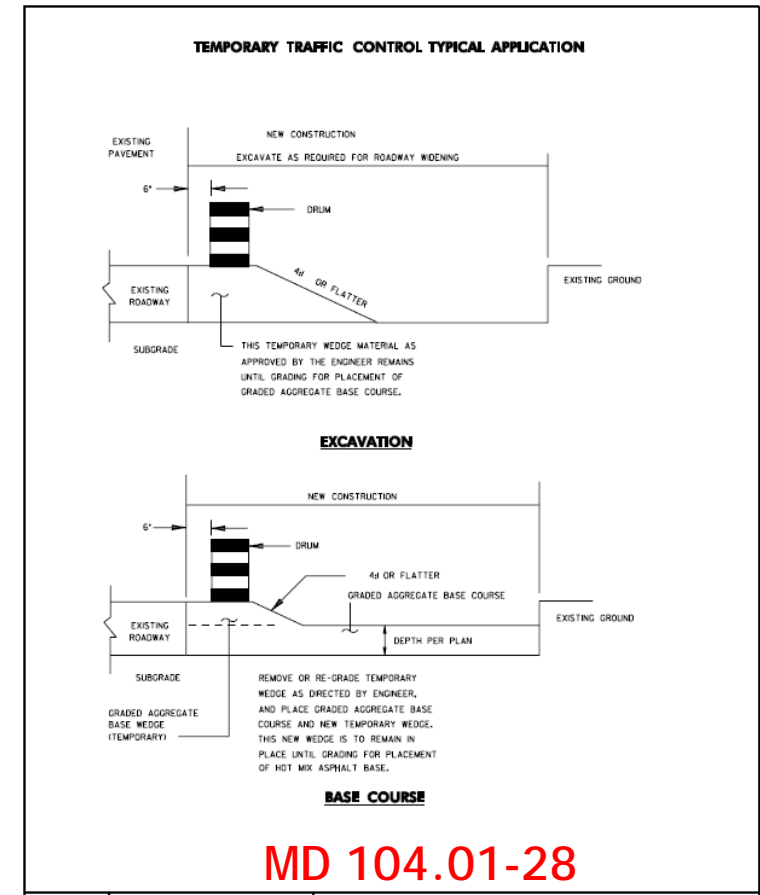 TEMPORARY TRAFFIC CONTROL TYPICAL APPLICATION
EXISTING
PAVEMENT
NEW CONSTRUCTION
EXCAVATE AS REQUIRED FOR ROADWAY WIDENING
6"
DRUM
4:1 OR FLATTER
EXISTING
ROADWAY
EXISTING GROUND
SUBGRADE
THIS TEMPORARY WEDGE MATERIAL AS
APPROVED BY THE ENGINEER REMAINS
UNTIL GRADING FOR PLACEMENT OF
GRADED AGGREGATE BASE COURSE.
EXCAVATION
NEW CONSTRUCTION
6"
DRUM
4:1 OR FLATTER
GRADED AGGREGATE BASE COURSE
EXISTING
ROADWAY
EXISTING GROUND
DEPTH PER PLAN
SUBGRADE
GRADED AGGREGATE
BASE WEDGE
(TEMPORARY)
REMOVE OR RE-GRADE TEMPORARY
WEDGE AS DIRECTED BY ENGINEER,
AND PLACE GRADED AGGREGATE BASE
COURSE AND NEW TEMPORARY WEDGE.
THIS NEW WEDGE IS TO REMAIN IN
PLACE UNTIL GRADING FOR PLACEMENT
OF HOT MIX ASPHALT BASE.
BASE COURSE
MD 104.01-28